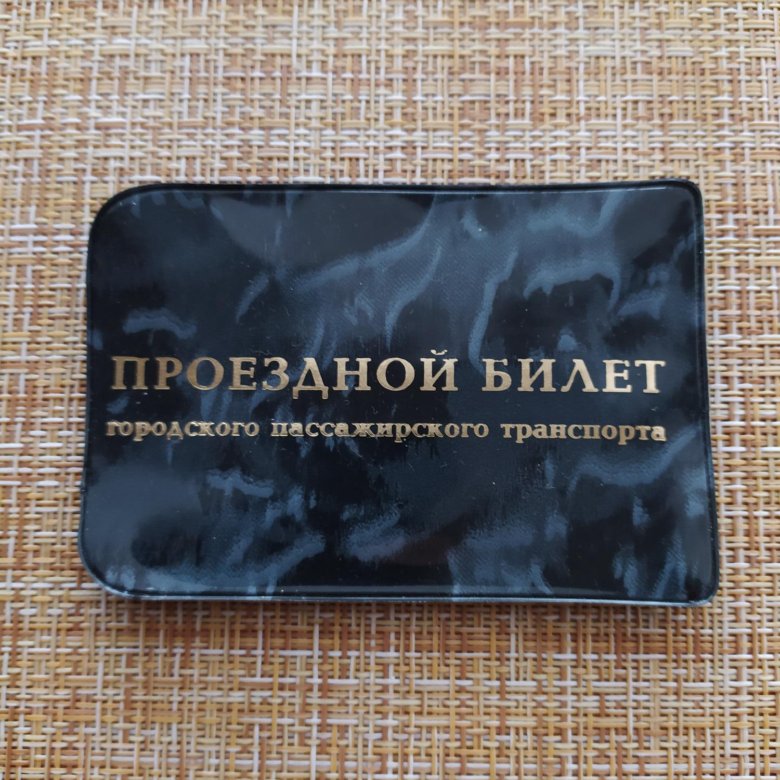 ПРОЕЗДНОЙ БИЛЕТ
городского пассажирского транспорта